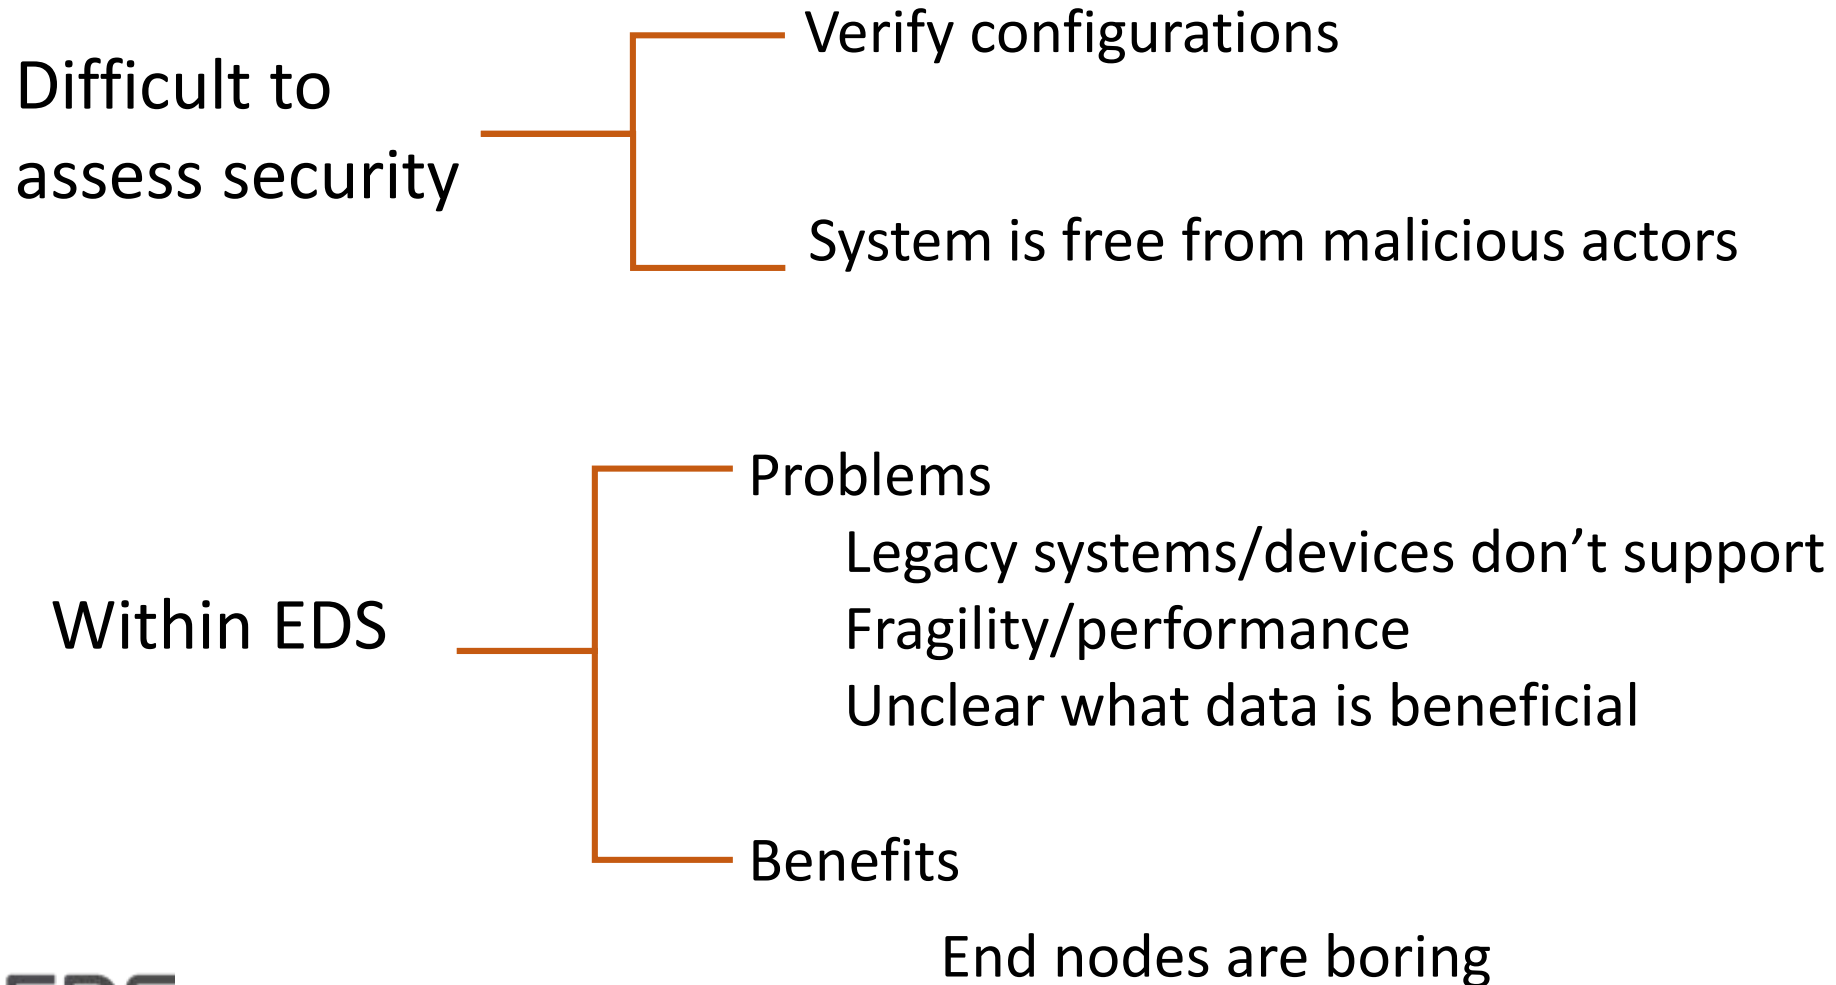 Difficult to
assess security
Verify configurations
System is free from malicious actors
Within EDS
Problems
Legacy systems/devices don’t support
Fragility/performance
Unclear what data is beneficial
Benefits
End nodes are boring